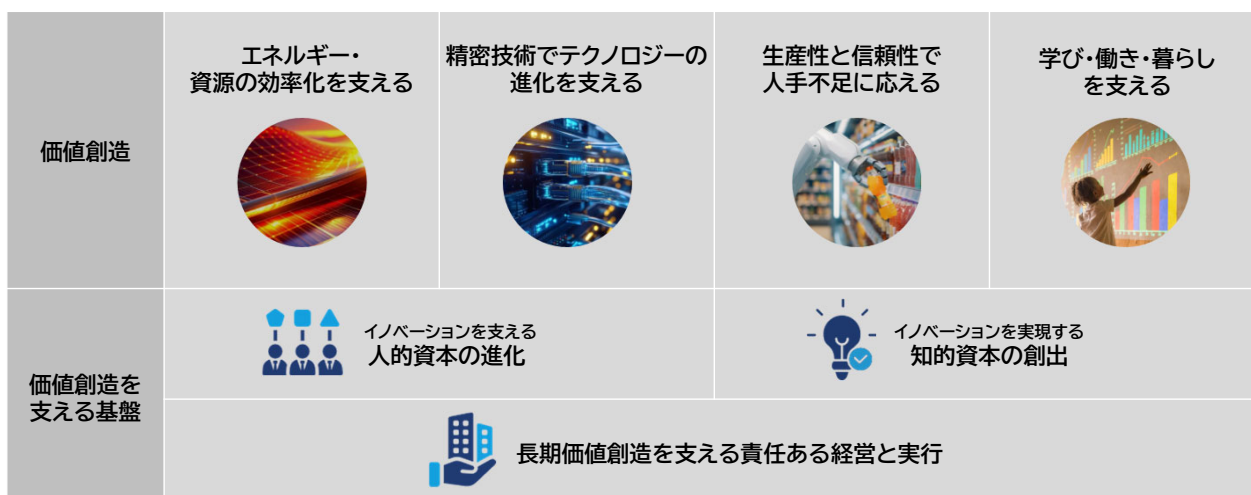 価値創造
エネルギー・
資源の効率化を支える
精密技術でテクノロジーの
進化を支える
生産性と信頼性で
人手不足に応える
学び・働き・暮らし
を支える
価値創造を
支える基盤
イノベーションを支える
人的資本の進化
イノベーションを実現する
知的資本の創出
長期価値創造を支える責任ある経営と実行